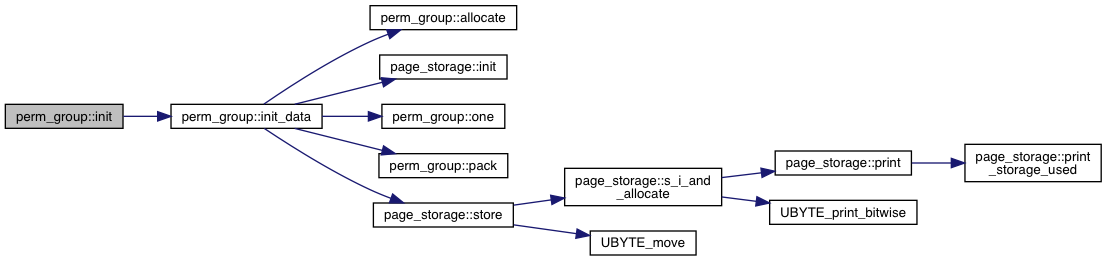 perm_group::init
perm_group::init_data
perm_group::allocate
page_storage::init
perm_group::one
perm_group::pack
page_storage::store
page_storage::s_i_and
_allocate
UBYTE_move
page_storage::print
UBYTE_print_bitwise
page_storage::print
_storage_used